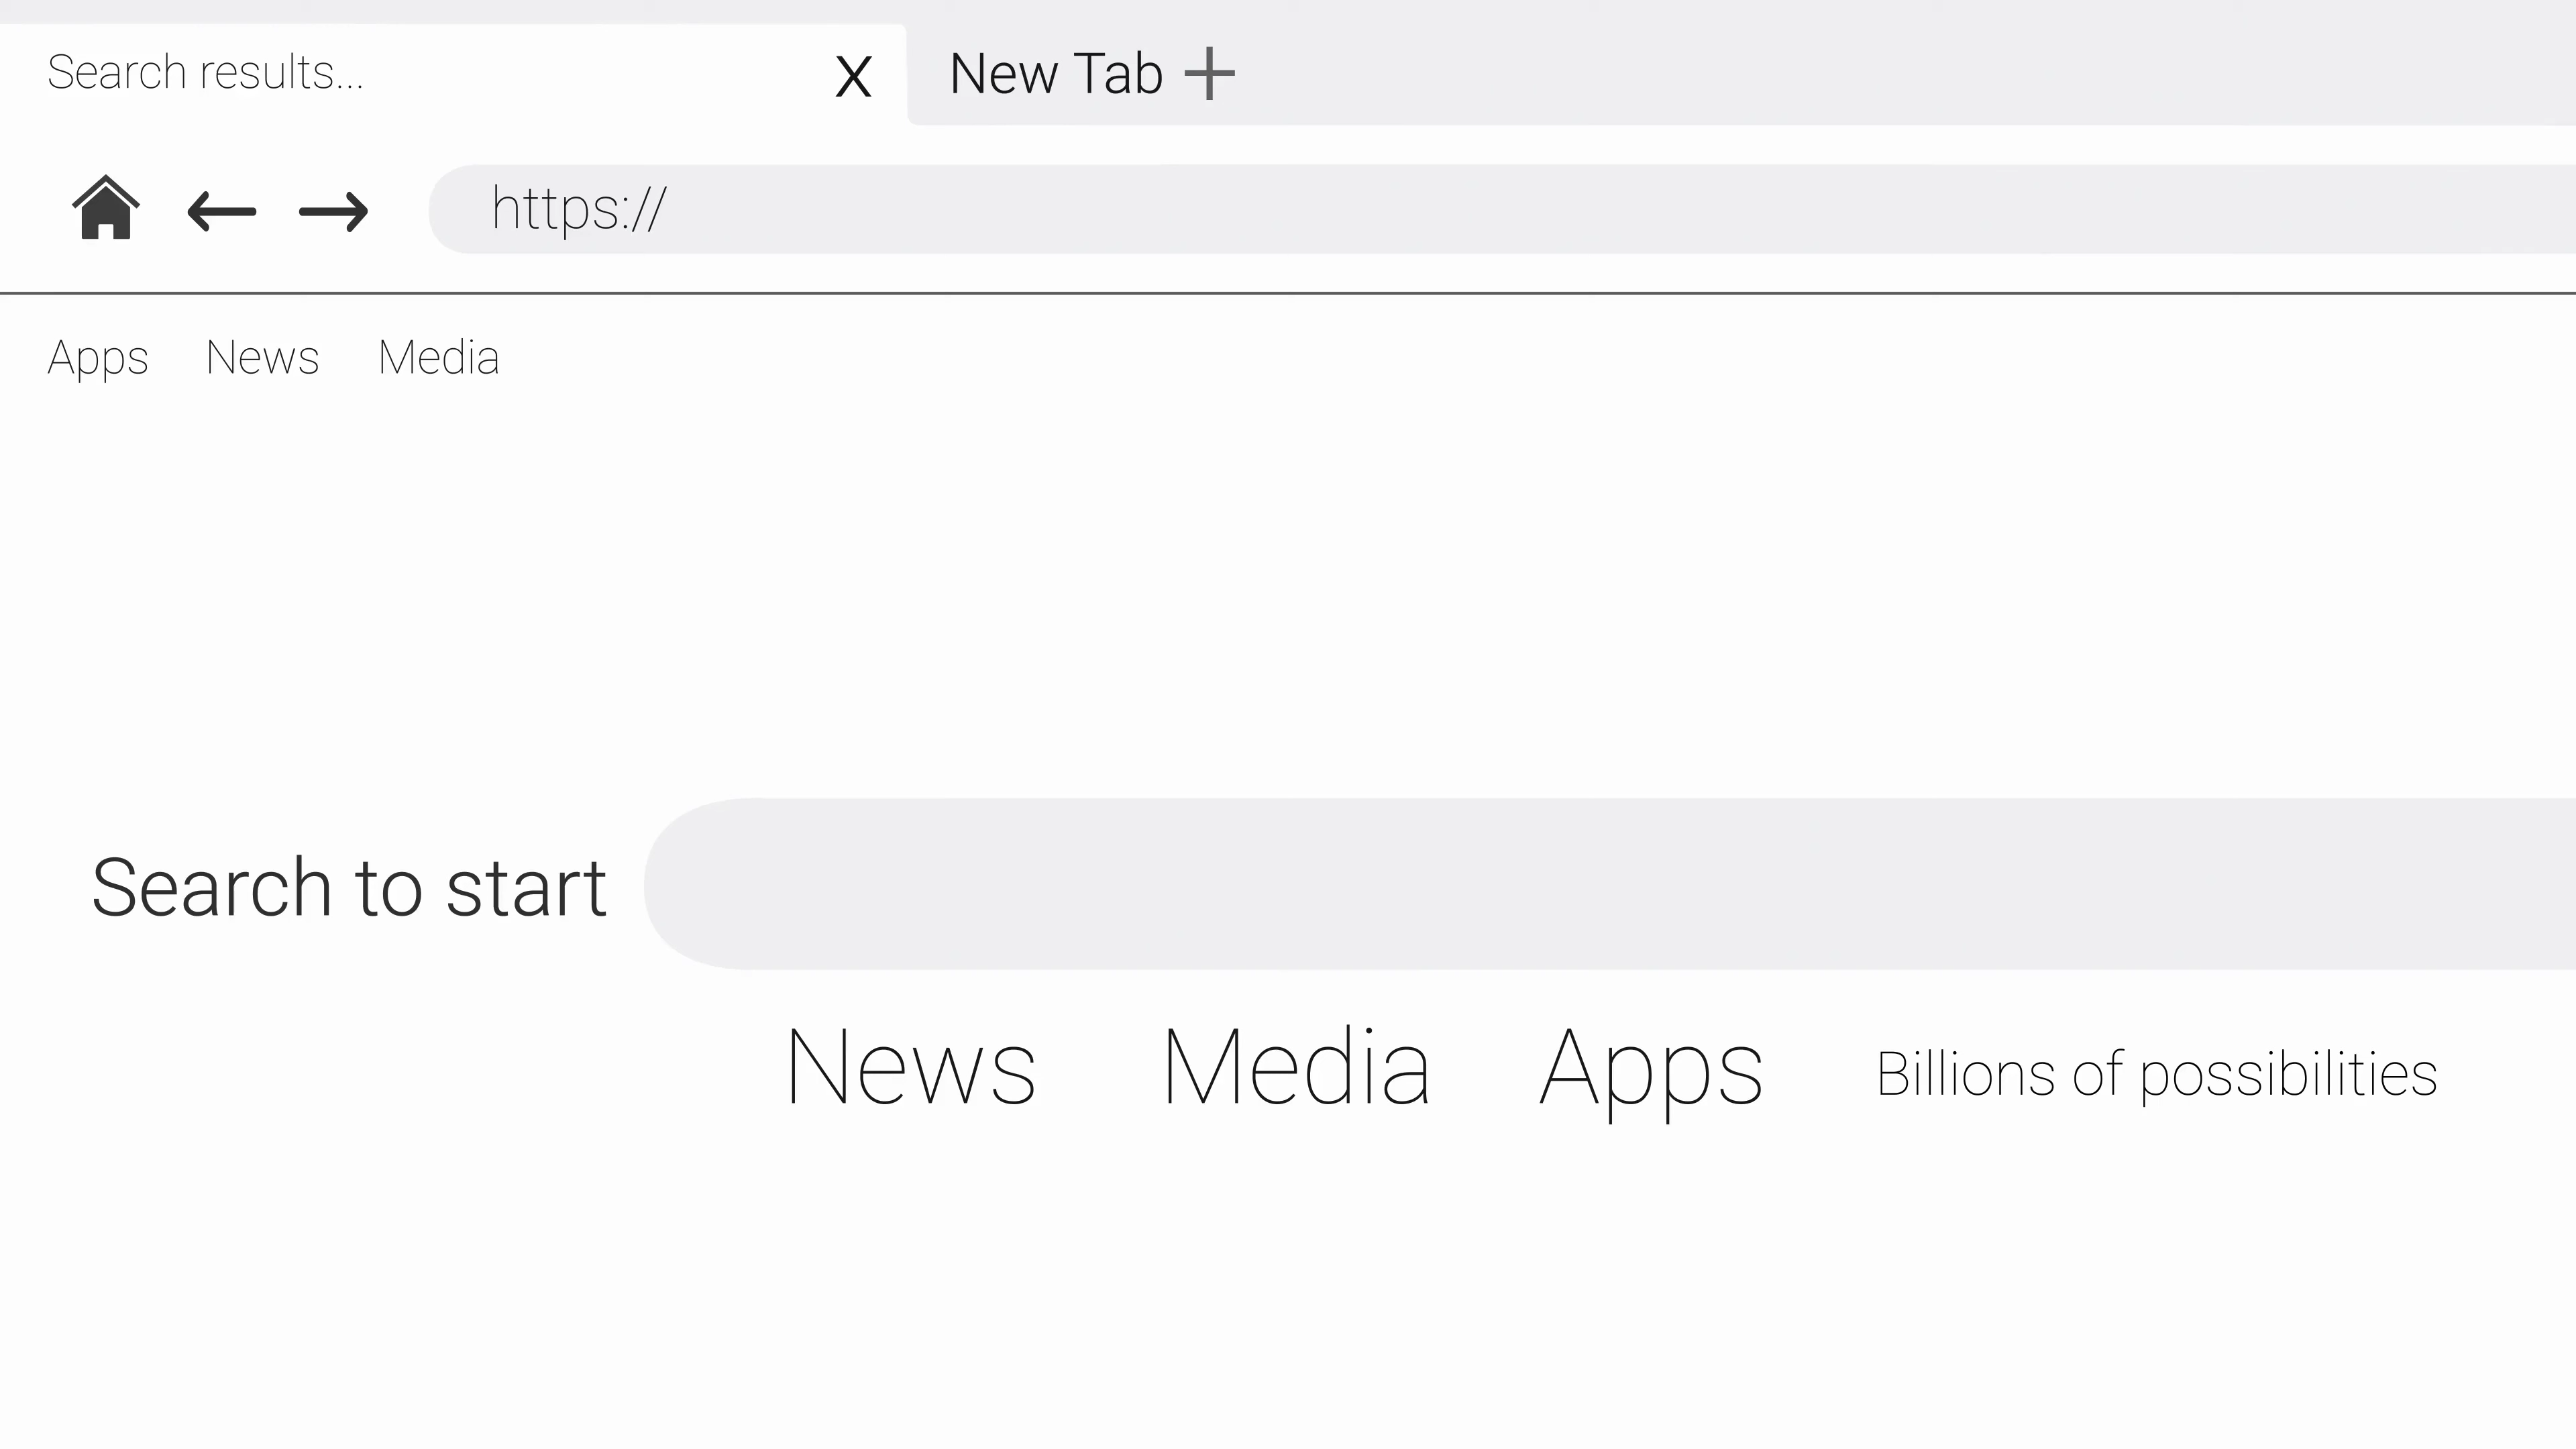 Search results... X New Tab +
https://
Apps News Media
Search to start
News Media Apps Billions of possibilities